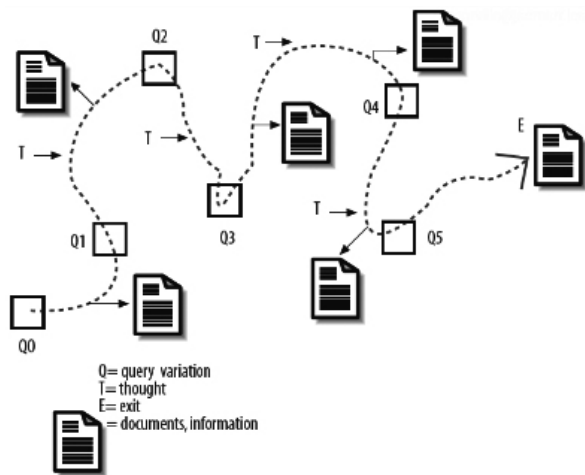 Q2
T
T
Q4
E
T
T
Q3
Q1
Q5
Q0
Q= query variation
T= thought
E= exit
= documents, information